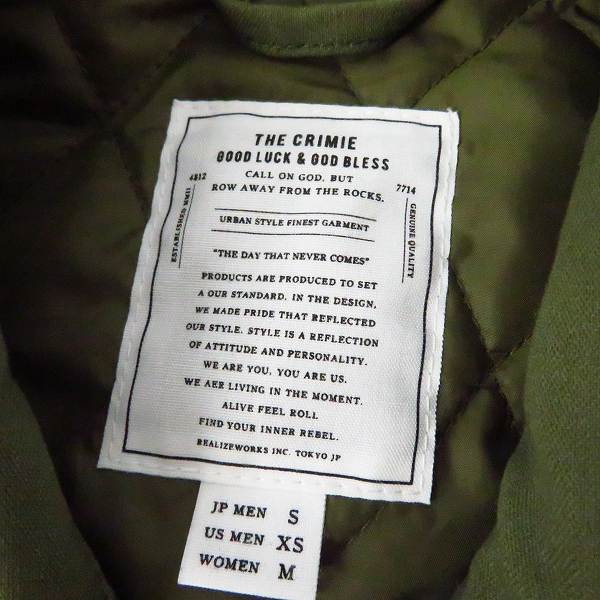 THE CRIMIE
GOOD LUCK & GOD BLESS
CALL ON GOD, BUT
ROW AWAY FROM THE ROCKS.
4812
ESTABLISHED MMII
7714
GENUINE QUALITY
URBAN STYLE FINEST GARMENT
"THE DAY THAT NEVER COMES"
PRODUCTS ARE PRODUCED TO SET
A OUR STANDARD. IN THE DESIGN,
WE MADE PRIDE THAT REFLECTED
OUR STYLE. STYLE IS A REFLECTION
OF ATTITUDE AND PERSONALITY.
WE ARE YOU, YOU ARE US.
WE AER LIVING IN THE MOMENT.
ALIVE FEEL ROLL
FIND YOUR INNER REBEL.
REALIZEWORKS INC. TOKYO JP
JP MEN S
US MEN XS
WOMEN M